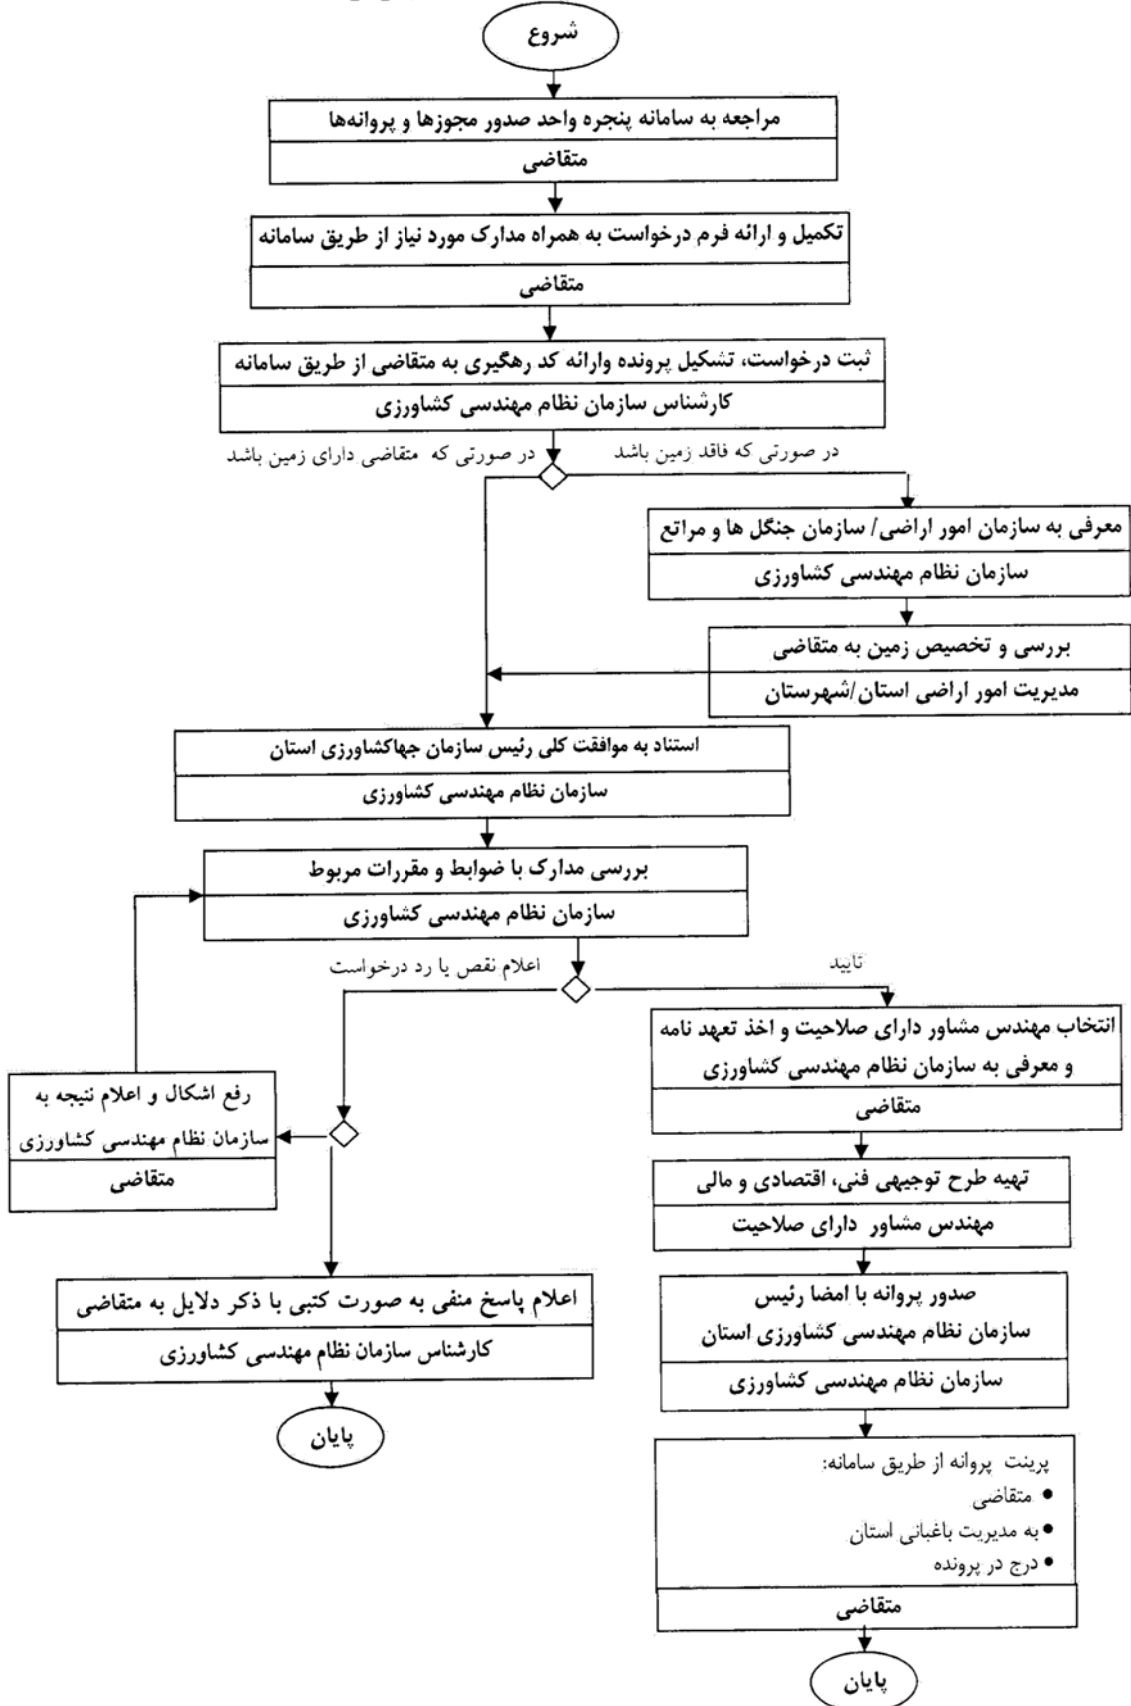 شروع
مراجعه به سامانه پنجره واحد صدور مجوزها و پروانه‌ها
متقاضی
تکمیل و ارائه فرم درخواست به همراه مدارک مورد نیاز از طریق سامانه
متقاضی
ثبت درخواست، تشکیل پرونده وارائه کد رهگیری به متقاضی از طریق سامانه
کارشناس سازمان نظام مهندسی کشاورزی
در صورتی که فاقد زمین باشد
در صورتی که متقاضی دارای زمین باشد
معرفی به سازمان امور اراضی/ سازمان جنگل ها و مراتع
سازمان نظام مهندسی کشاورزی
بررسی و تخصیص زمین به متقاضی
مدیریت امور اراضی استان/شهرستان
استناد به موافقت کلی رئیس سازمان جهاکشاورزی استان
سازمان نظام مهندسی کشاورزی
بررسی مدارک با ضوابط و مقررات مربوط
سازمان نظام مهندسی کشاورزی
تایید
اعلام نقص یا رد درخواست
انتخاب مهندس مشاور دارای صلاحیت و اخذ تعهد نامه
و معرفی به سازمان نظام مهندسی کشاورزی
متقاضی
رفع اشکال و اعلام نتیجه به
سازمان نظام مهندسی کشاورزی
متقاضی
تهیه طرح توجیهی فنی، اقتصادی و مالی
مهندس مشاور دارای صلاحیت
اعلام پاسخ منفی به صورت کتبی با ذکر دلایل به متقاضی
کارشناس سازمان نظام مهندسی کشاورزی
پایان
صدور پروانه با امضا رئیس
سازمان نظام مهندسی کشاورزی استان
سازمان نظام مهندسی کشاورزی
پرینت پروانه از طریق سامانه:
• متقاضی
• به مدیریت باغبانی استان
• درج در پرونده
متقاضی
پایان